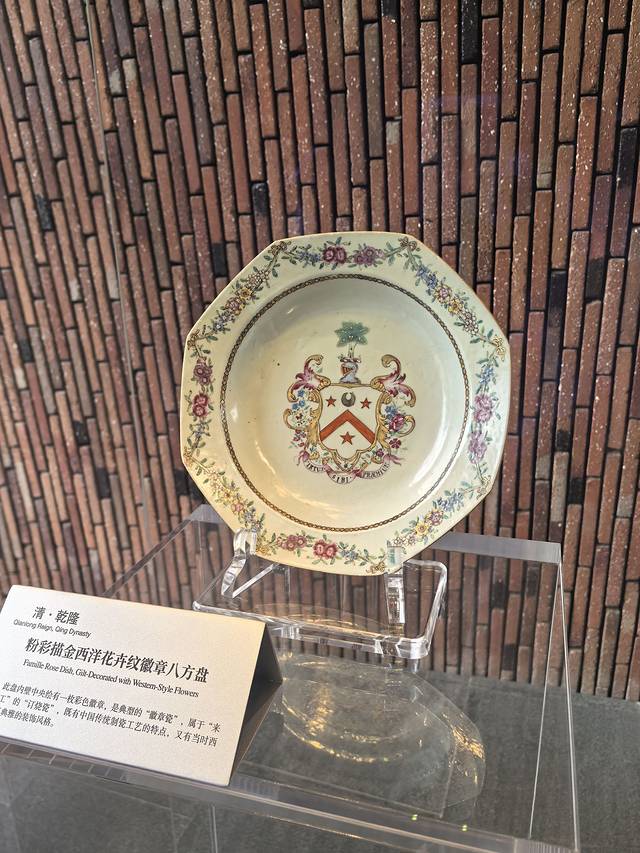 SIBI
清·乾隆
Qianlong Reign, Qing Dynasty
粉彩描金西洋花卉纹徽章八方盘
Famille Rose Dish, Gilt-Decorated with Western-Style Flowers
此盘内壁中央绘有一枚彩色徽章，是典型的“徽章瓷”，属于“来
工”的“订烧瓷”，既有中国传统制瓷工艺的特点，又有当时西
典雅的装饰风格。